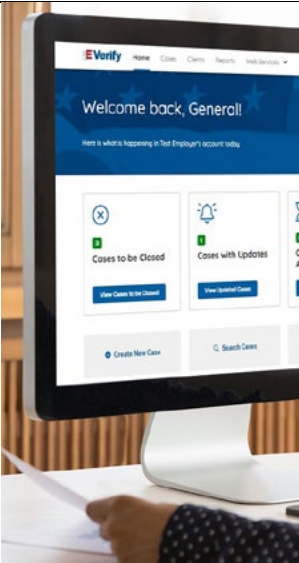 E-Verify Home Cases Clients Reports Web Services
Welcome back, General!
Here is what is happening in Test Employer's account today
Cases to be Closed
1
Cases with Updates
View Cases to be Closed
View Updated Cases
Create New Case
Search Cases